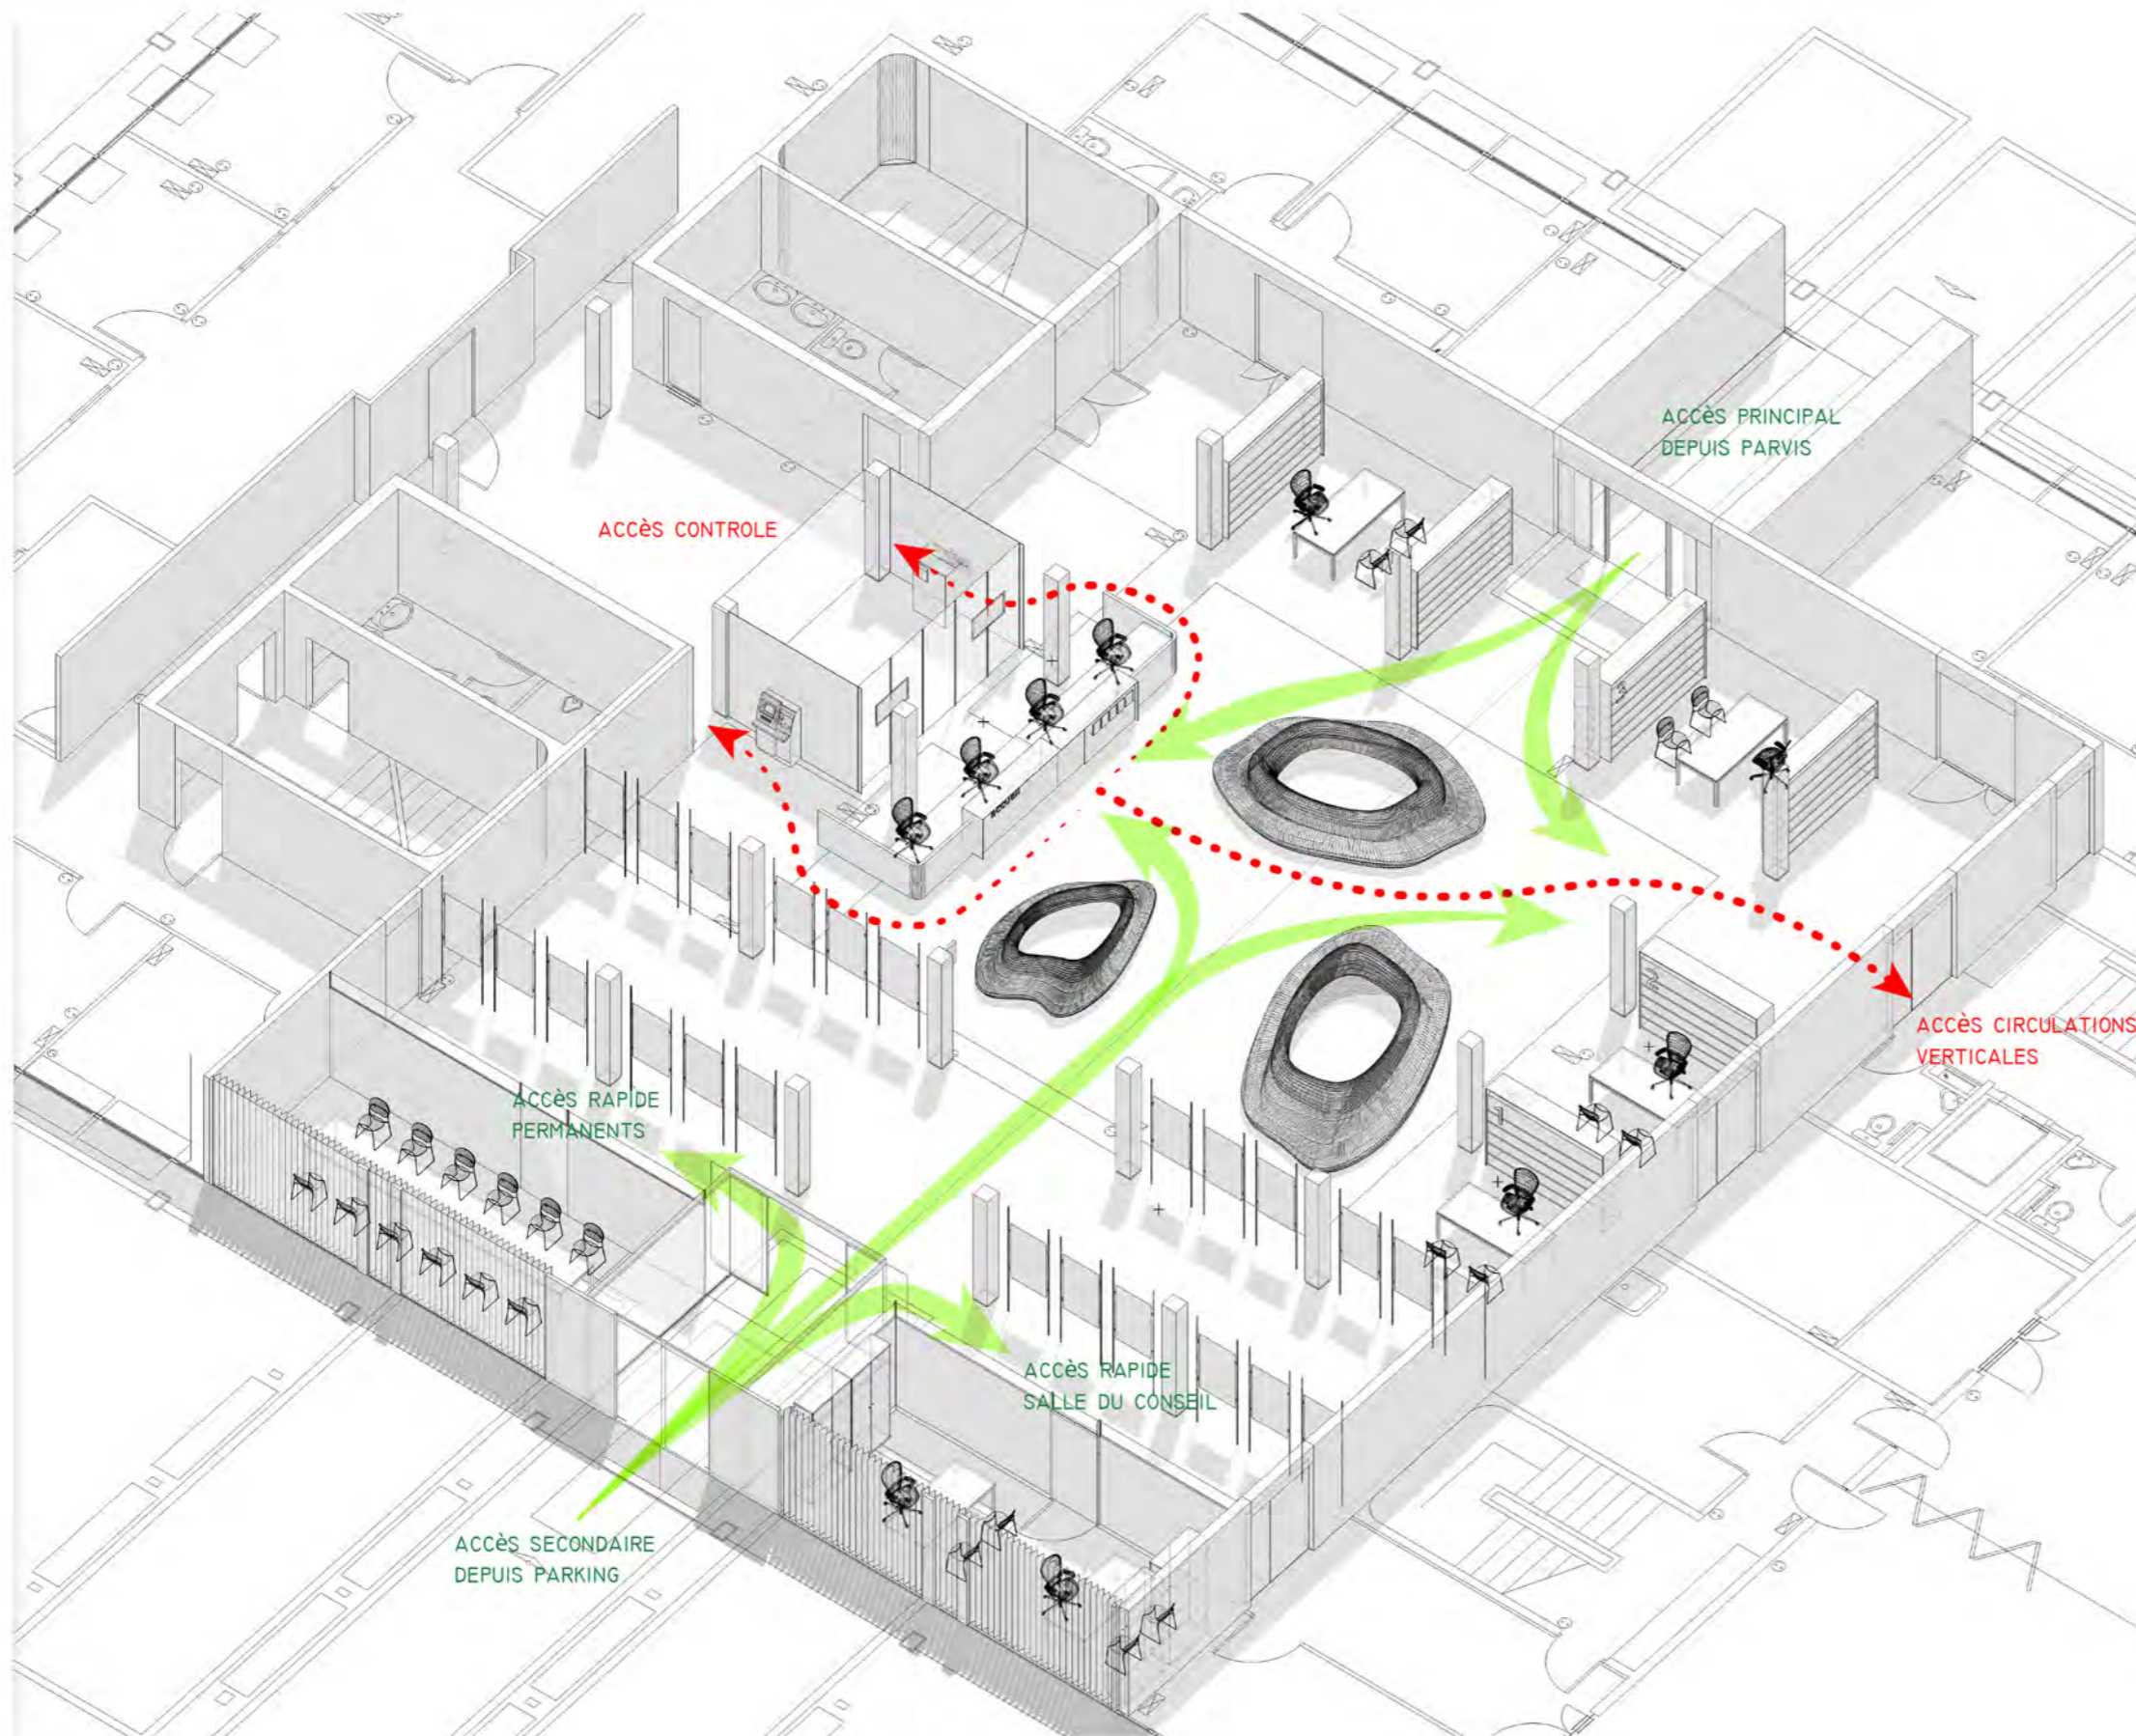 ACCèS PRINCIPAL
DEPUIS PARVIS
ACCèS CONTROLE
ACCUEIL
ACCèS CIRCULATIONS
VERTICALES
ACCèS RAPIDE
PERMANENTS
ACCèS RAPIDE
SALLE DU CONSEIL
ACCèS SECONDAIRE
DEPUIS PARKING